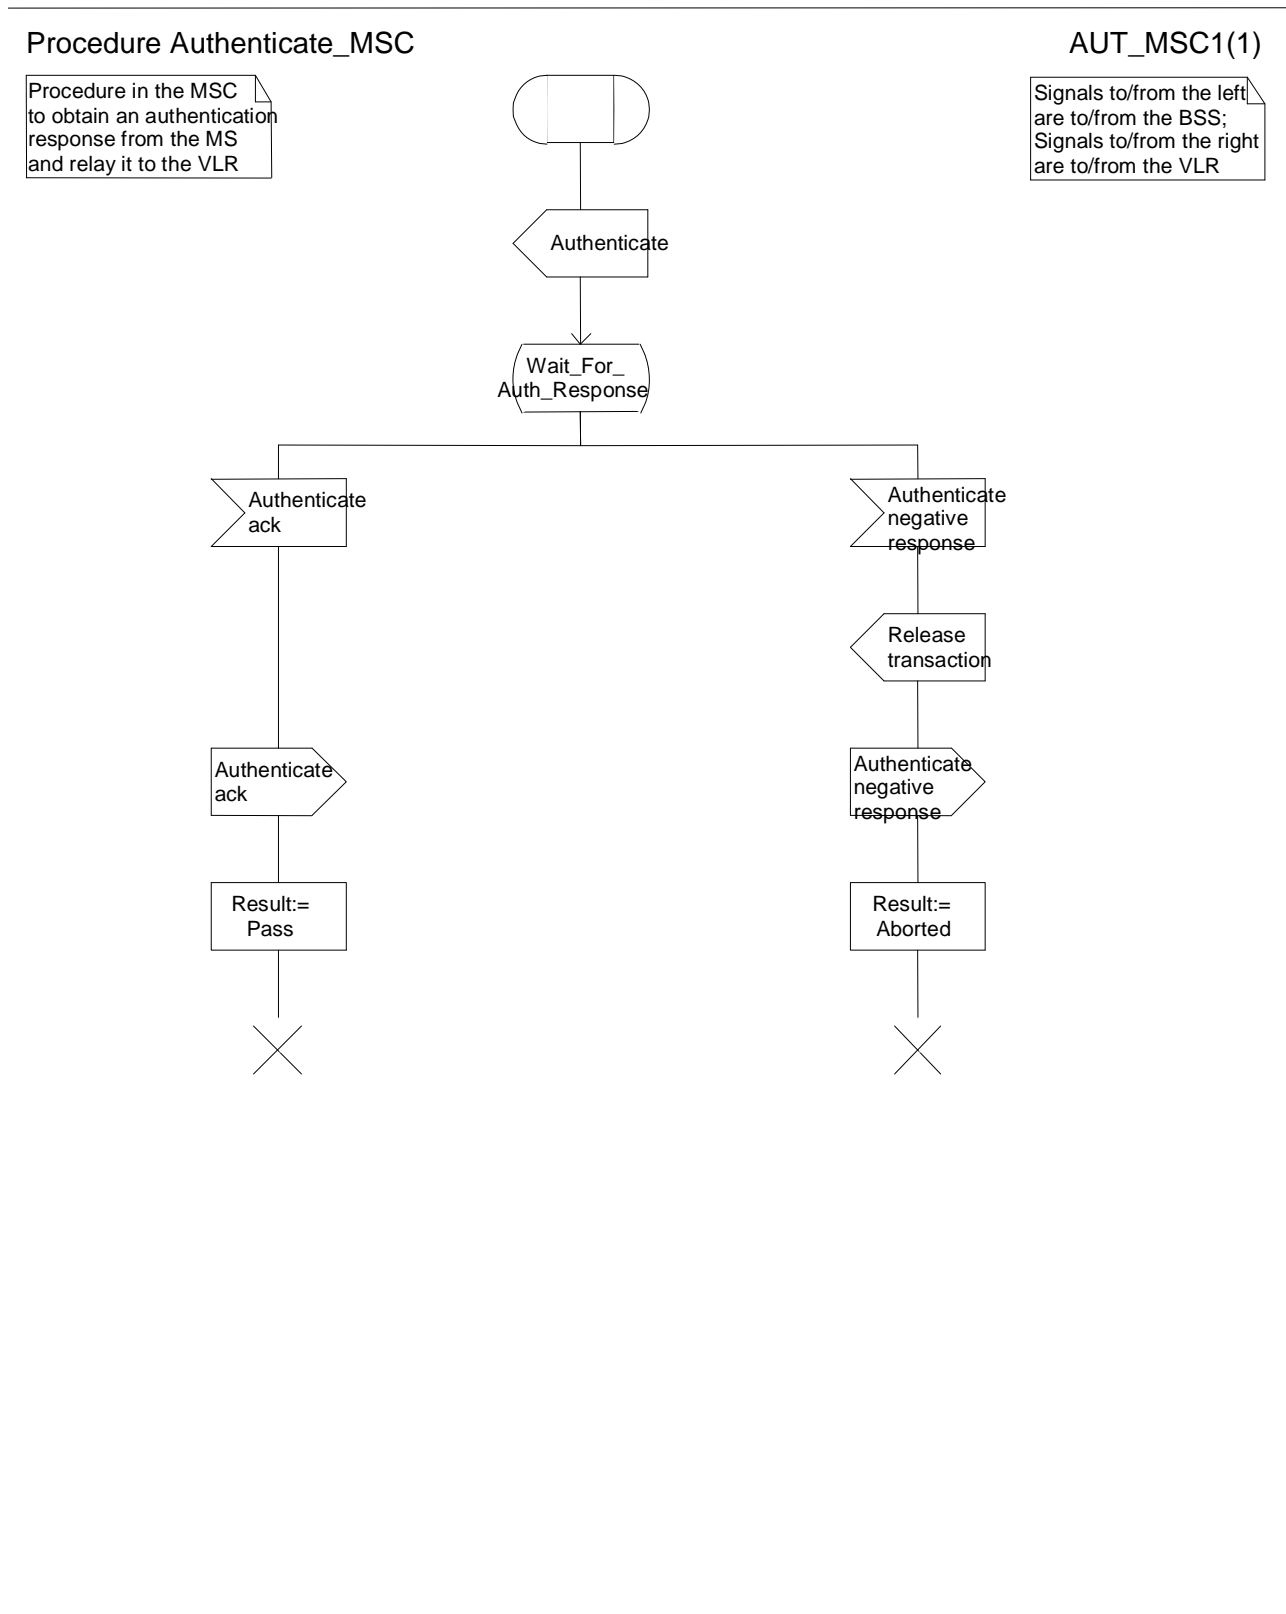 Procedure Authenticate_MSC
AUT_MSC1(1)
Procedure in the MSC
to obtain an authentication
response from the MS
and relay it to the VLR
Signals to/from the left
are to/from the BSS;
Signals to/from the right
are to/from the VLR
Authenticate
Wait_For_
Auth_Response
Authenticate
ack
Authenticate
negative
response
Release
transaction
Authenticate
ack
Authenticate
negative
response
Result:=
Pass
Result:=
Aborted